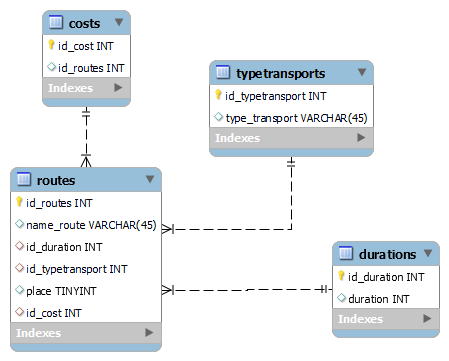 costs
id_cost INT
id_routes INT
Indexes
typetransports
id_typetransport INT
type_transport VARCHAR(45)
Indexes
routes
id_routes INT
name_route VARCHAR(45)
id_duration INT
id_typetransport INT
place TINYINT
id_cost INT
Indexes
durations
id_duration INT
duration INT
Indexes